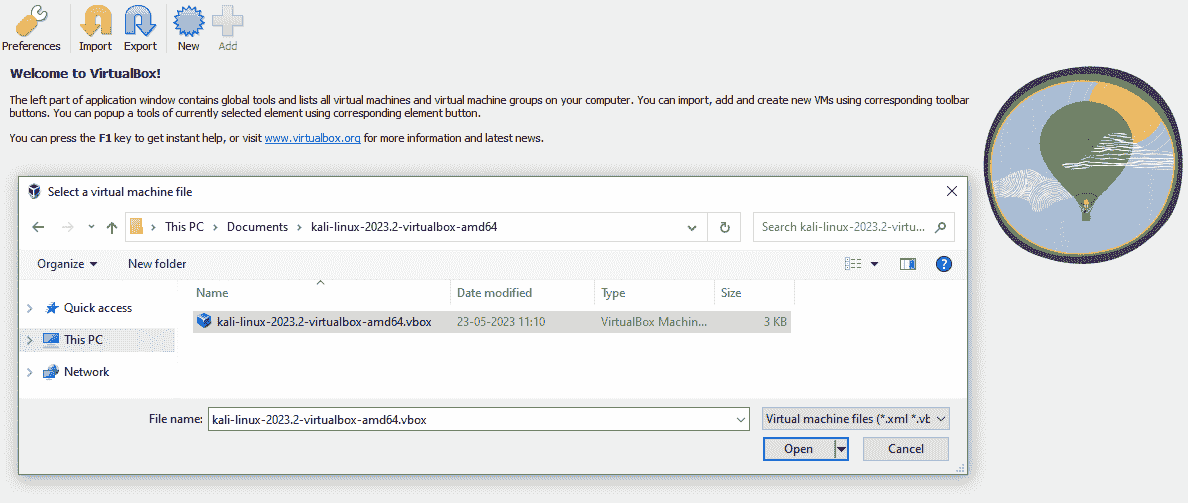 Preferences Import Export New Add
Welcome to VirtualBox!
The left part of application window contains global tools and lists all virtual machines and virtual machine groups on your computer. You can import, add and create new VMs using corresponding toolbar
buttons. You can popup a tools of currently selected element using corresponding element button.
You can press the F1 key to get instant help, or visit www.virtualbox.org for more information and latest news.
Select a virtual machine file
This PC Documents kali-linux-2023.2-virtualbox-amd64
Search kali-linux-2023.2-virtu...
Organize New folder
Name Date modified Type Size
Quick access
kali-linux-2023.2-virtualbox-amd64.vbox 23-05-2023 11:10 VirtualBox Machin... 3 KB
This PC
Network
File name: kali-linux-2023.2-virtualbox-amd64.vbox Virtual machine files (*.xml *.vb
Open Cancel